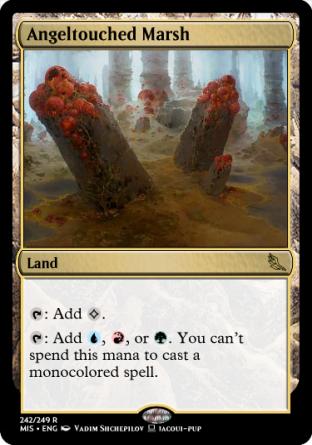 Angeltouched Marsh
Land
: Add .
: Add , , or . You can't
spend this mana to cast a
monocolored spell.
242/249 R
MIS • ENG Vadim Shchepilov iacoui-pup